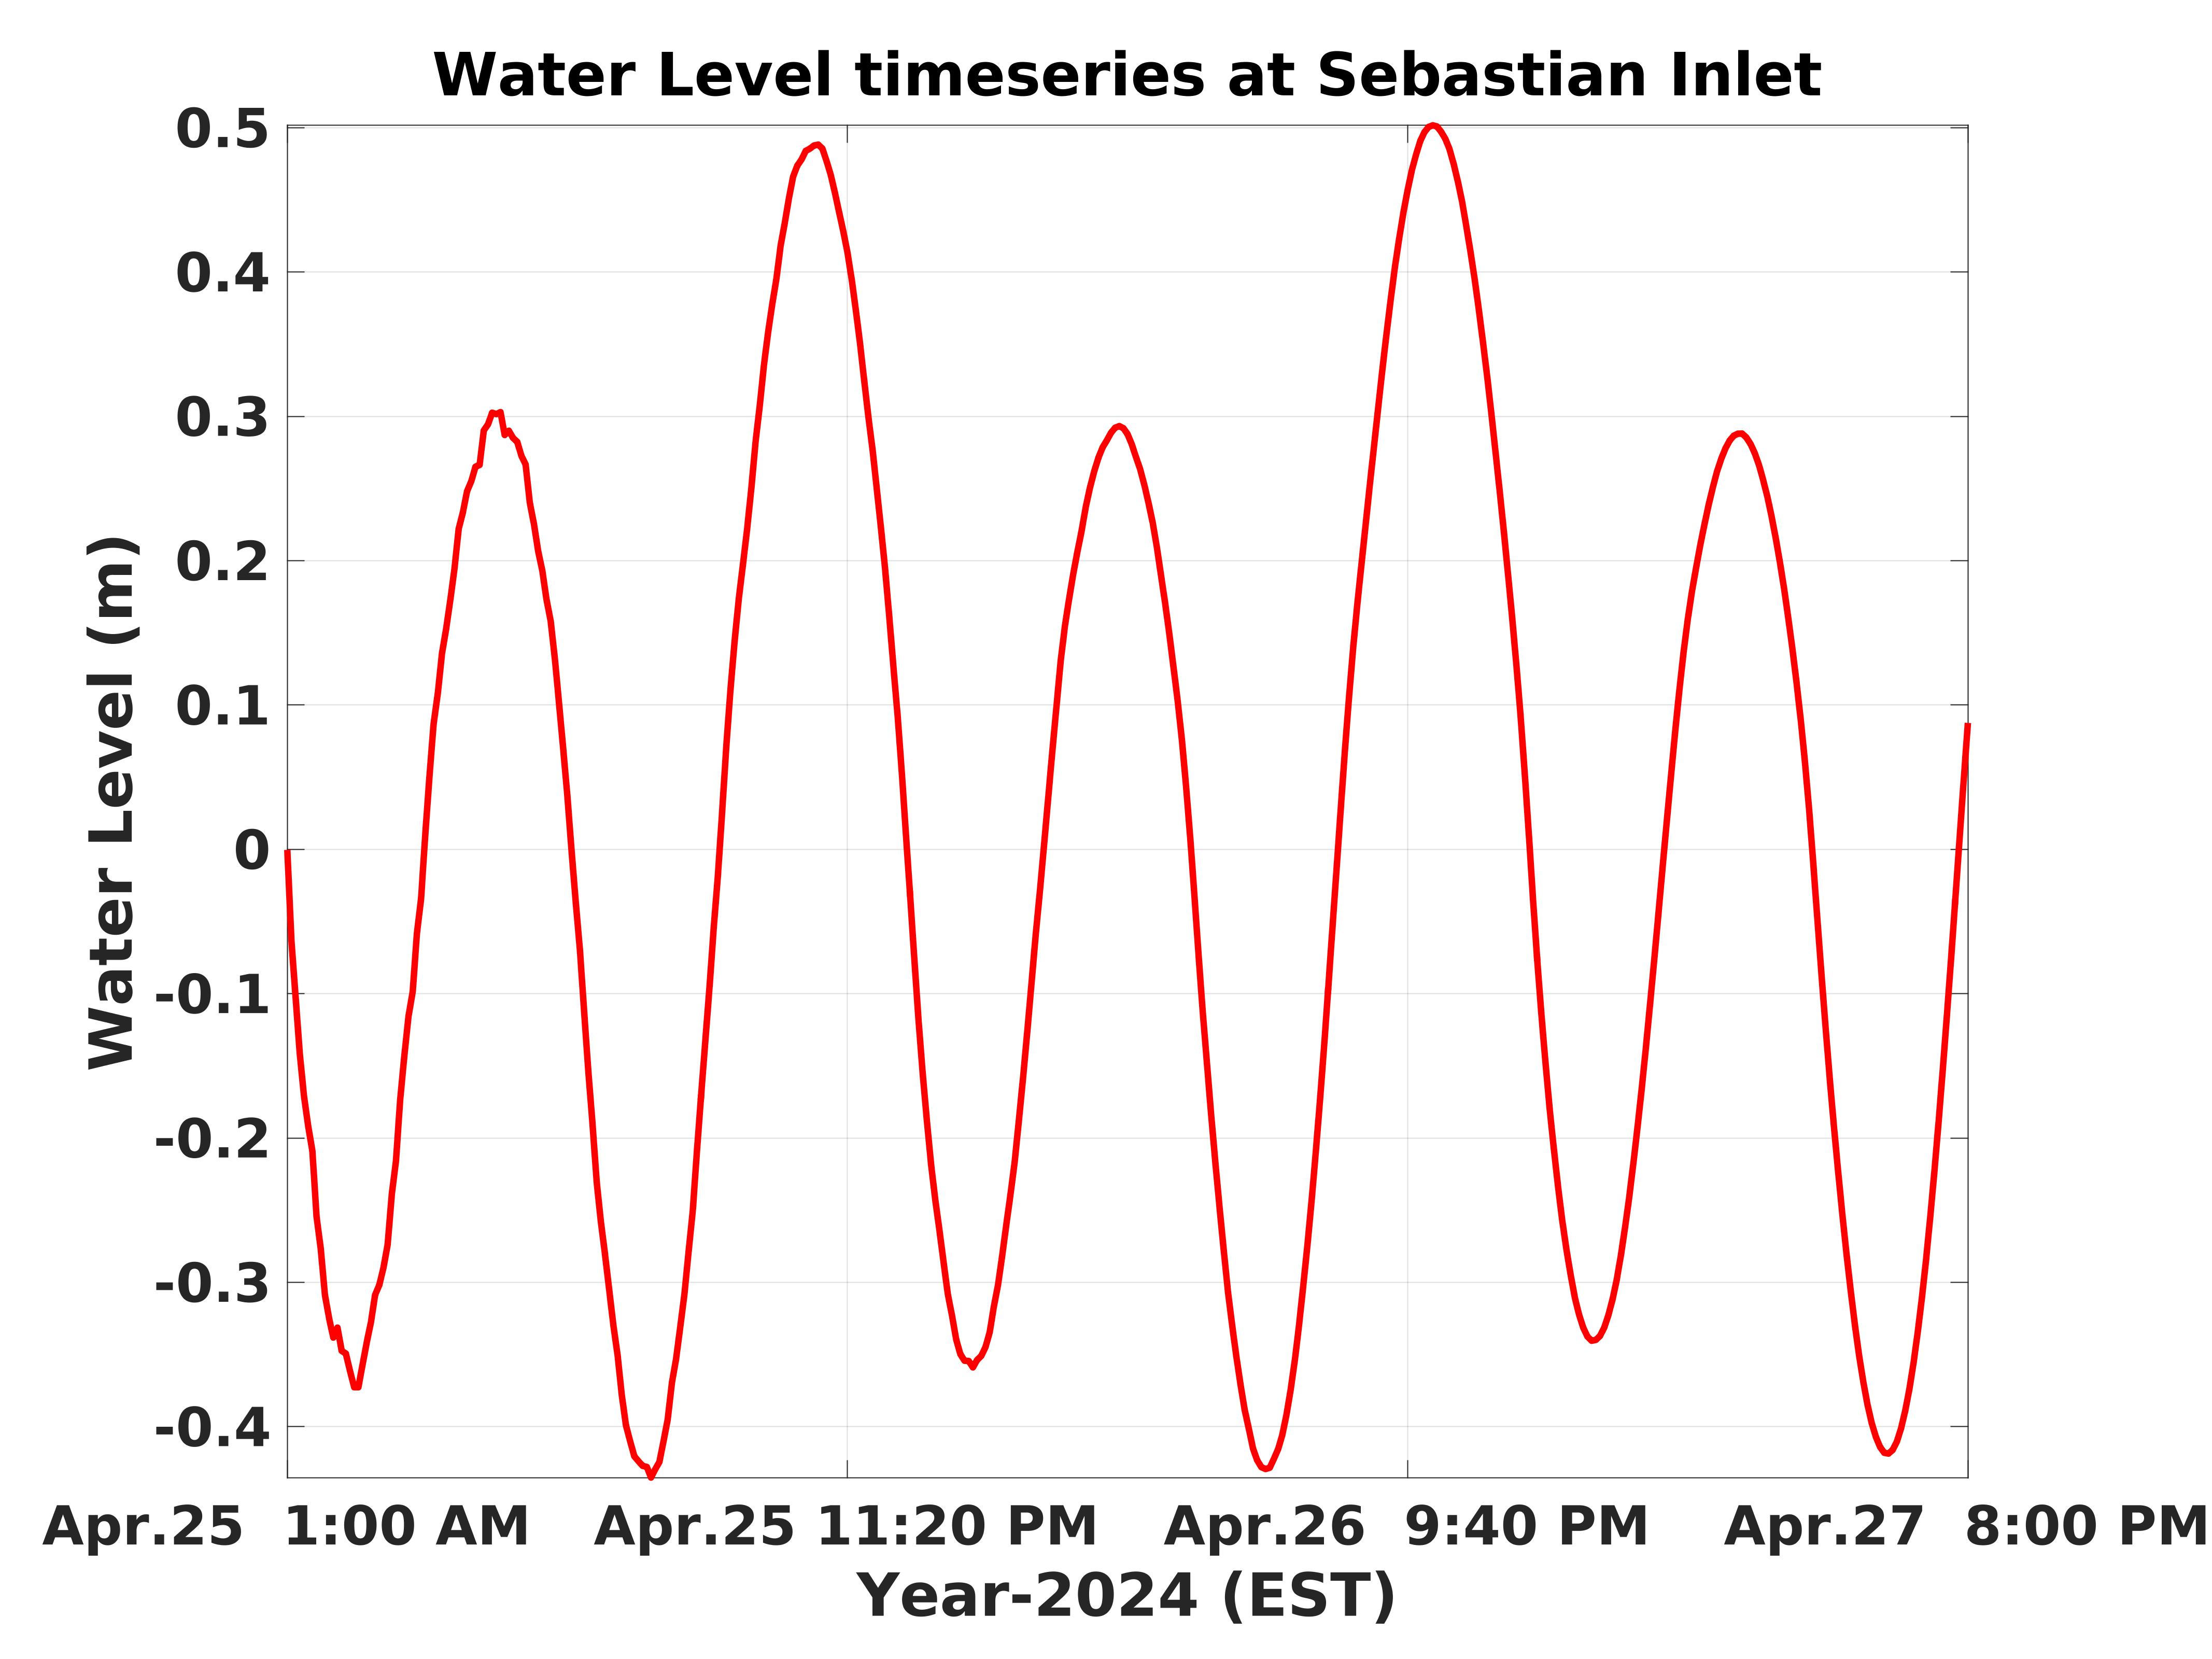 Water Level timeseries at Sebastian Inlet
0.5
0.4
0.3
0.2
0.1
0
-0.1
-0.2
-0.3
-0.4
Water Level (m)
Apr.25 1:00 AM Apr.25 11:20 PM Apr.26 9:40 PM Apr.27 8:00 PM
Year-2024 (EST)